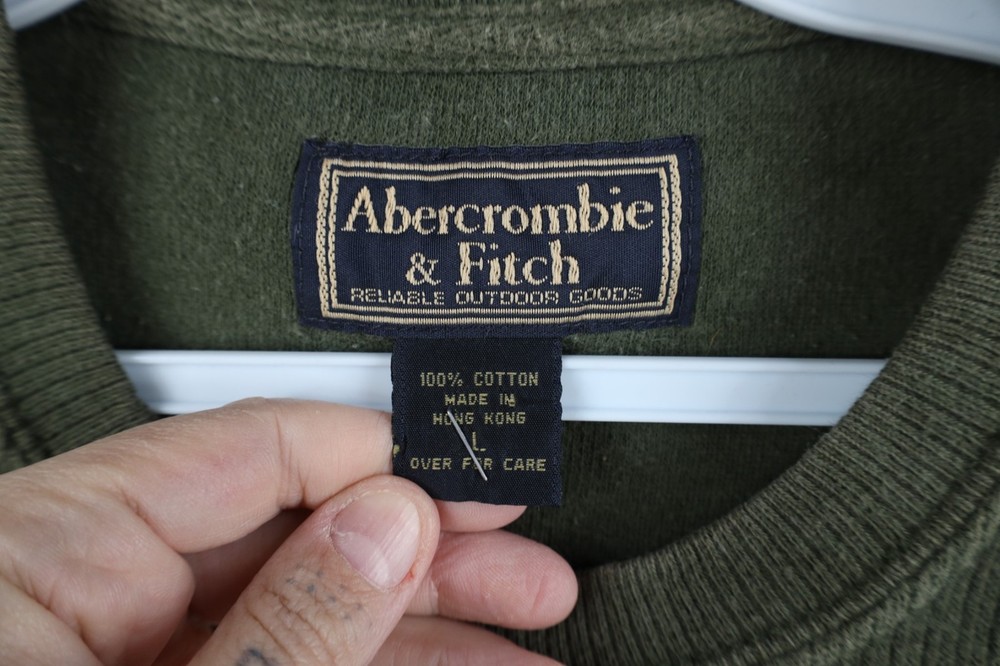 Abercrombie
& Fitch
RELIABLE OUTDOOR GOODS
100% COTTON
MADE IN
HONG KONG
L
OVER FOR CARE